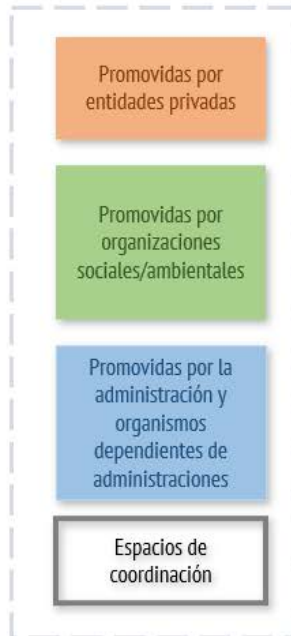 Promovidas por
entidades privadas
Promovidas por
organizaciones
sociales/ambientales
Promovidas por la
administración y
organismos
dependientes de
administraciones
Espacios de
coordinación